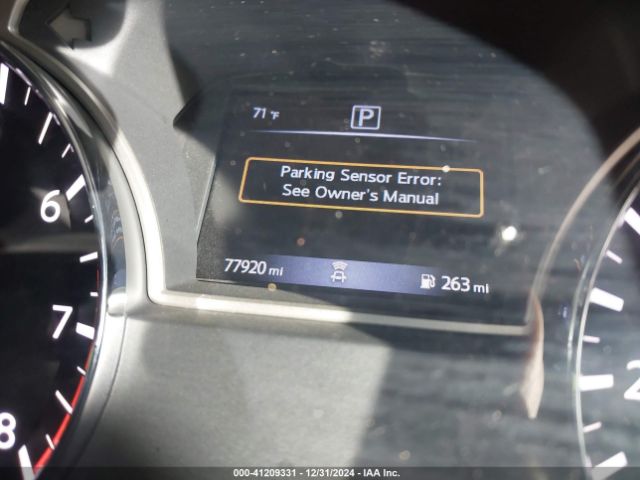 71 °F P
Parking Sensor Error:
See Owner's Manual
77920 mi 263 mi
6
7
8
2
000-41209331 - 12/31/2024 - IAA Inc.